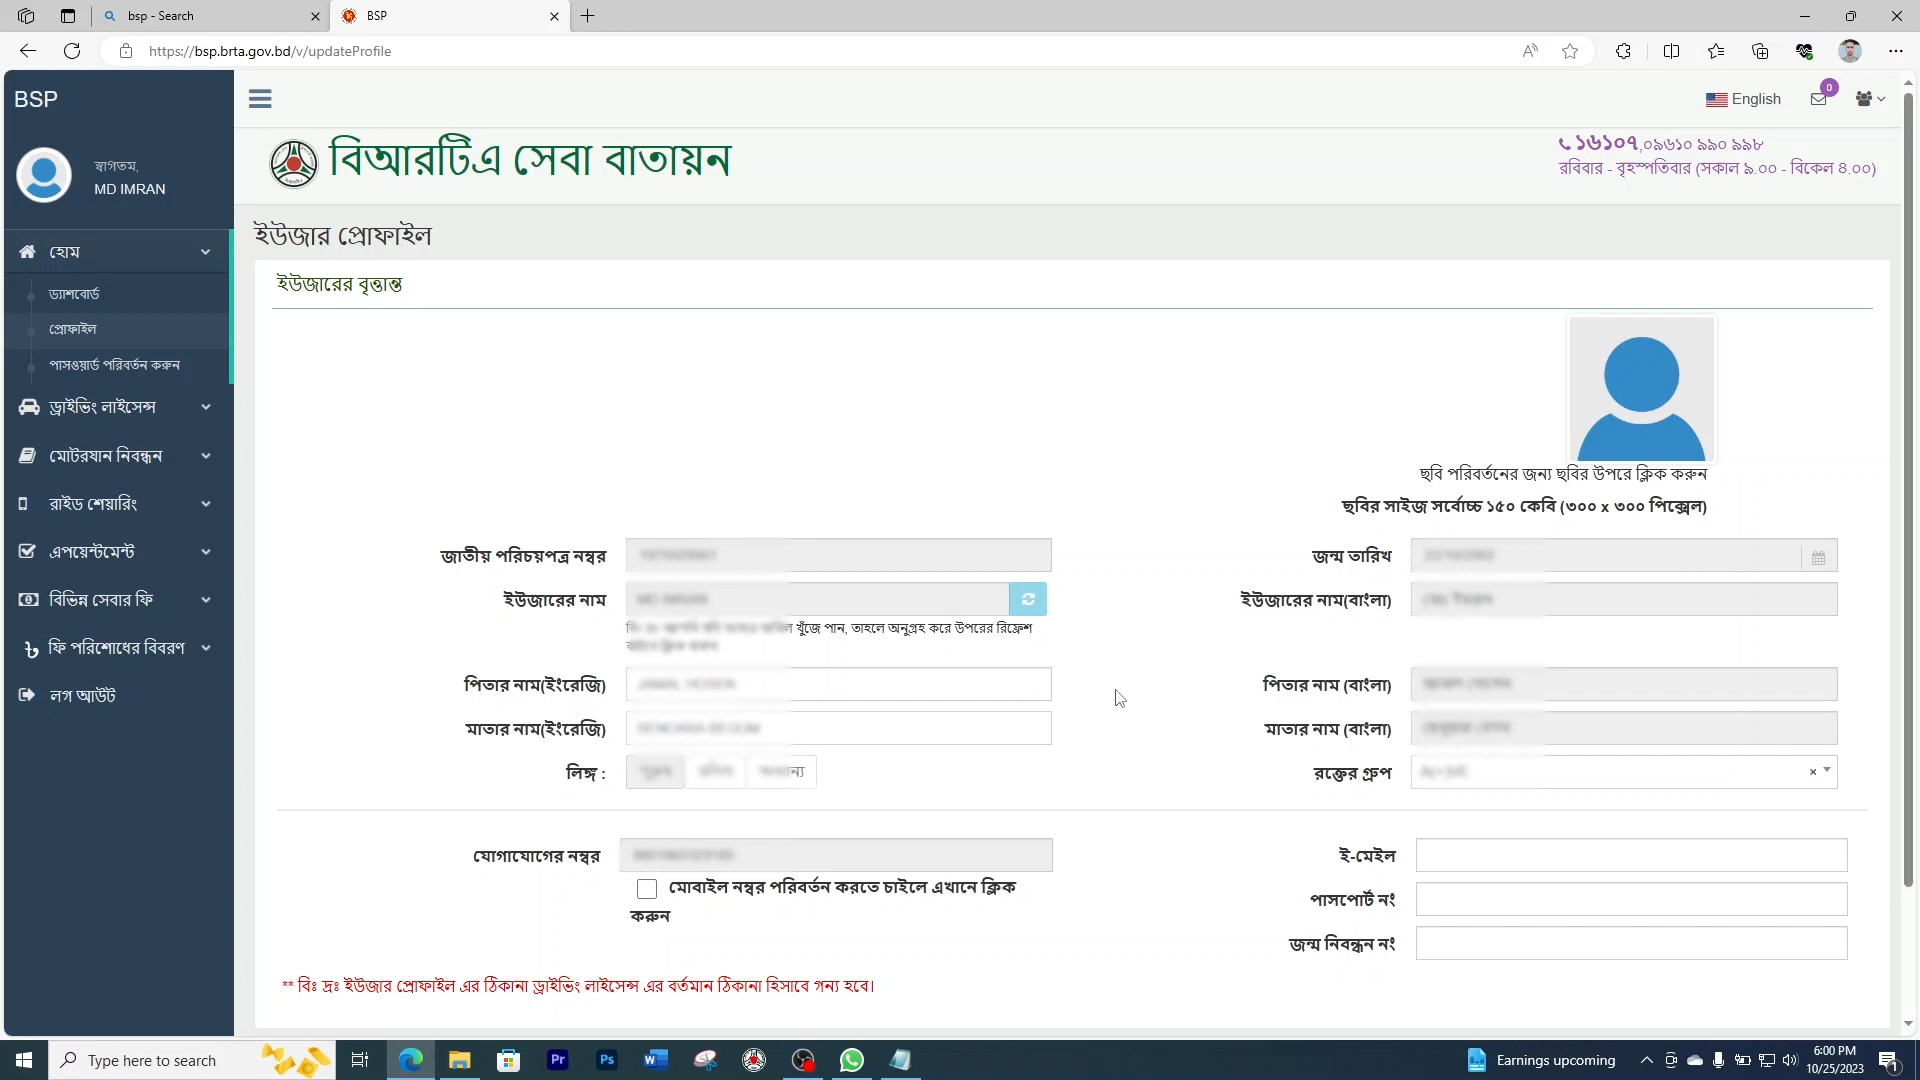 bsp - Search
BSP
https://bsp.brta.gov.bd/v/updateProfile
BSP
English
0
স্বাগতম,
MD IMRAN
বিআরটিএ সেবা বাতায়ন
১৬১০৭,০৯৬১০ ৯৯০ ৯৯৮
রবিবার - বৃহস্পতিবার (সকাল ৯.০০ - বিকেল ৪.০০)
হোম
ড্যাশবোর্ড
প্রোফাইল
পাসওয়ার্ড পরিবর্তন করুন
ড্রাইভিং লাইসেন্স
মোটরযান নিবন্ধন
রাইড শেয়ারিং
এপয়েন্টমেন্ট
বিভিন্ন সেবার ফি
ফি পরিশোধের বিবরণ
লগ আউট
ইউজার প্রোফাইল
ইউজারের বৃত্তান্ত
ছবি পরিবর্তনের জন্য ছবির উপরে ক্লিক করুন
ছবির সাইজ সর্বোচ্চ ১৫০ কেবি (৩০০ x ৩০০ পিক্সেল)
জাতীয় পরিচয়পত্র নম্বর
জন্ম তারিখ
ইউজারের নাম
ইউজারের নাম(বাংলা)
খুঁজে পান, তাহলে অনুগ্রহ করে উপরের রিফ্রেশ
পিতার নাম(ইংরেজি)
পিতার নাম (বাংলা)
মাতার নাম(ইংরেজি)
মাতার নাম (বাংলা)
লিঙ্গ :
রক্তের গ্রুপ
যোগাযোগের নম্বর
ই-মেইল
মোবাইল নম্বর পরিবর্তন করতে চাইলে এখানে ক্লিক
করুন
পাসপোর্ট নং
জন্ম নিবন্ধন নং
** বিঃ দ্রঃ ইউজার প্রোফাইল এর ঠিকানা ড্রাইভিং লাইসেন্স এর বর্তমান ঠিকানা হিসাবে গন্য হবে।
Type here to search
Earnings upcoming
6:00 PM
10/25/2023
1